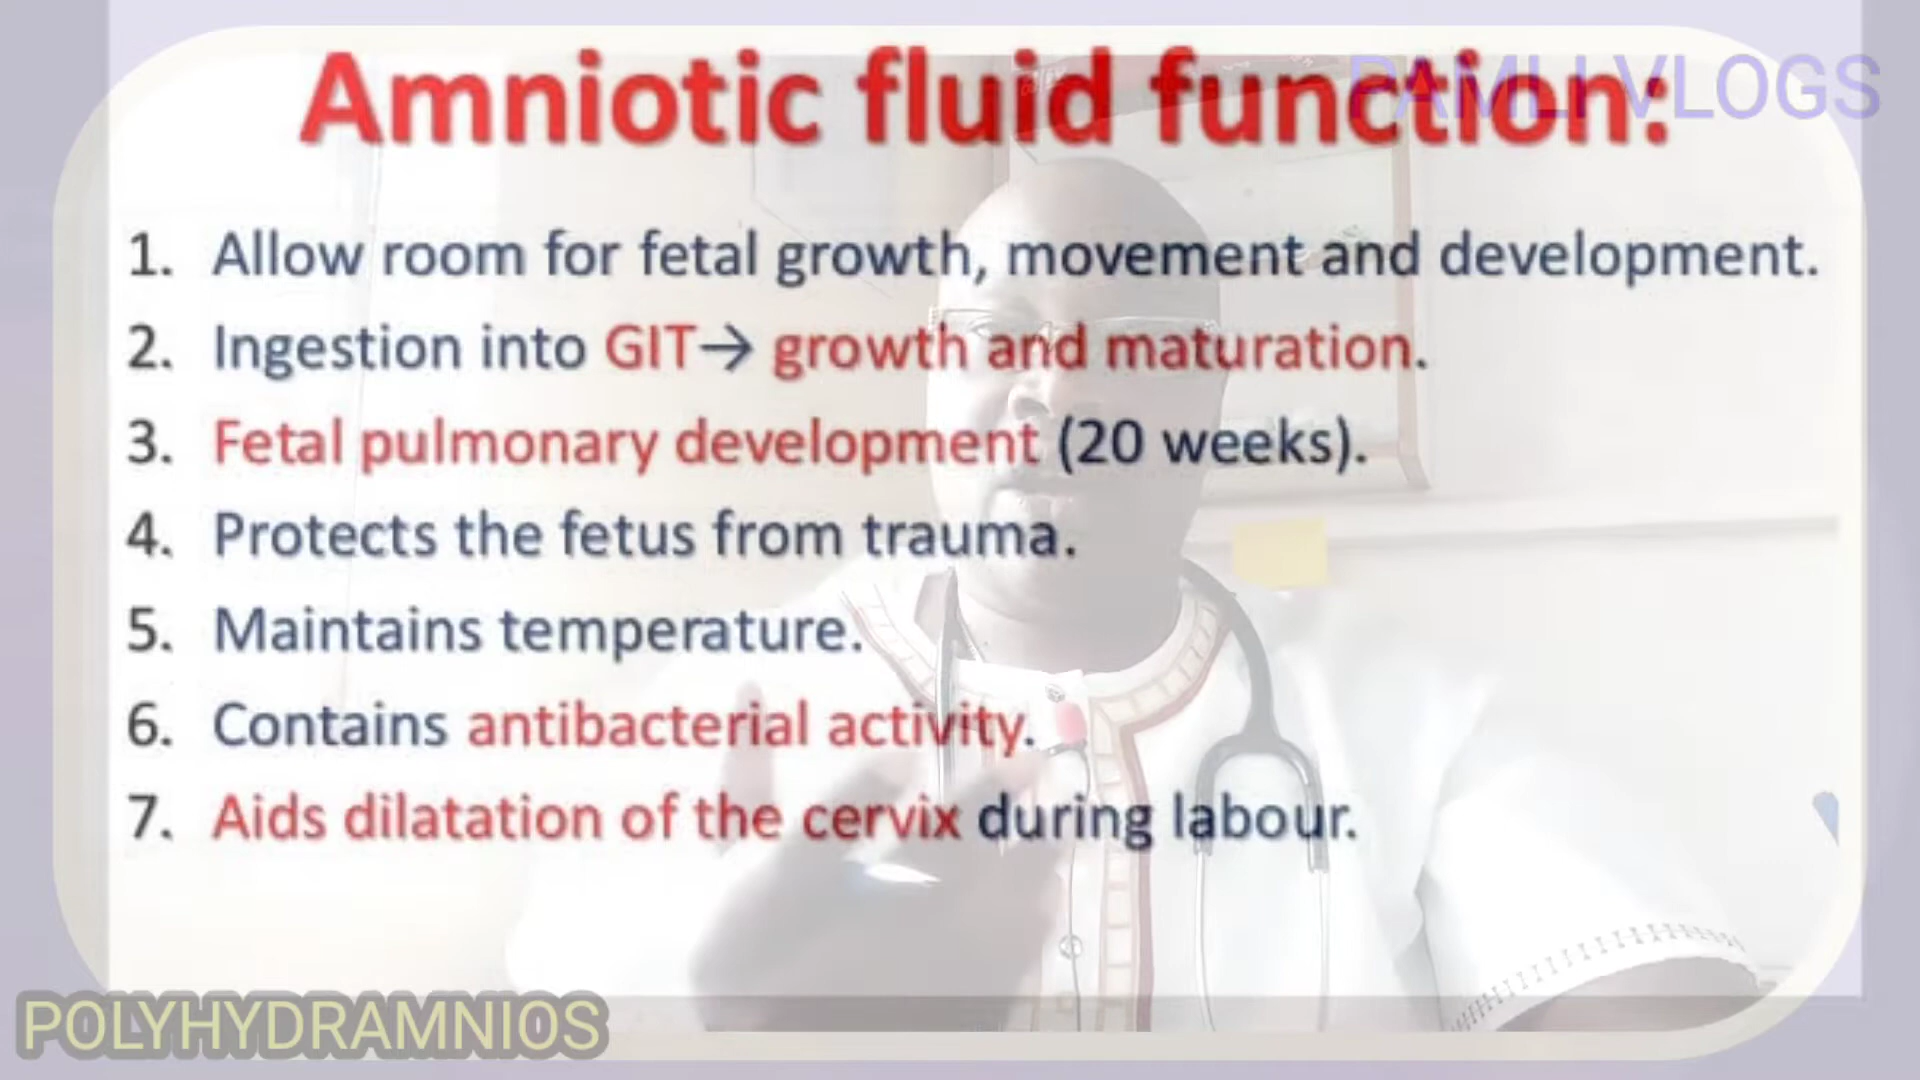 Amniotic fluid function:
PAMLI VLOGS
1. Allow room for fetal growth, movement and development.
2. Ingestion into GIT→ growth and maturation.
3. Fetal pulmonary development (20 weeks).
4. Protects the fetus from trauma.
5. Maintains temperature.
6. Contains antibacterial activity.
7. Aids dilatation of the cervix during labour.
POLYHYDRAMNIOS